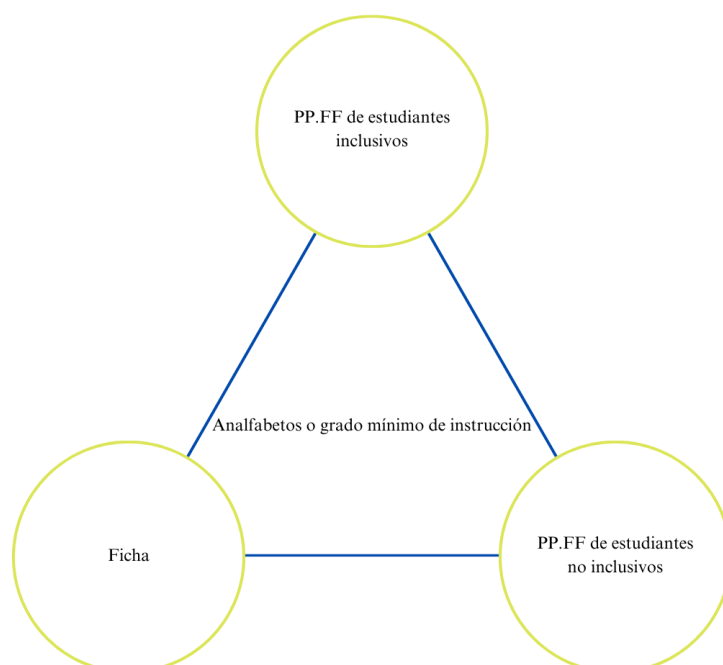 PP.FF de estudiantes
inclusivos
Analfabetos o grado mínimo de instrucción
Ficha
PP.FF de estudiantes
no inclusivos